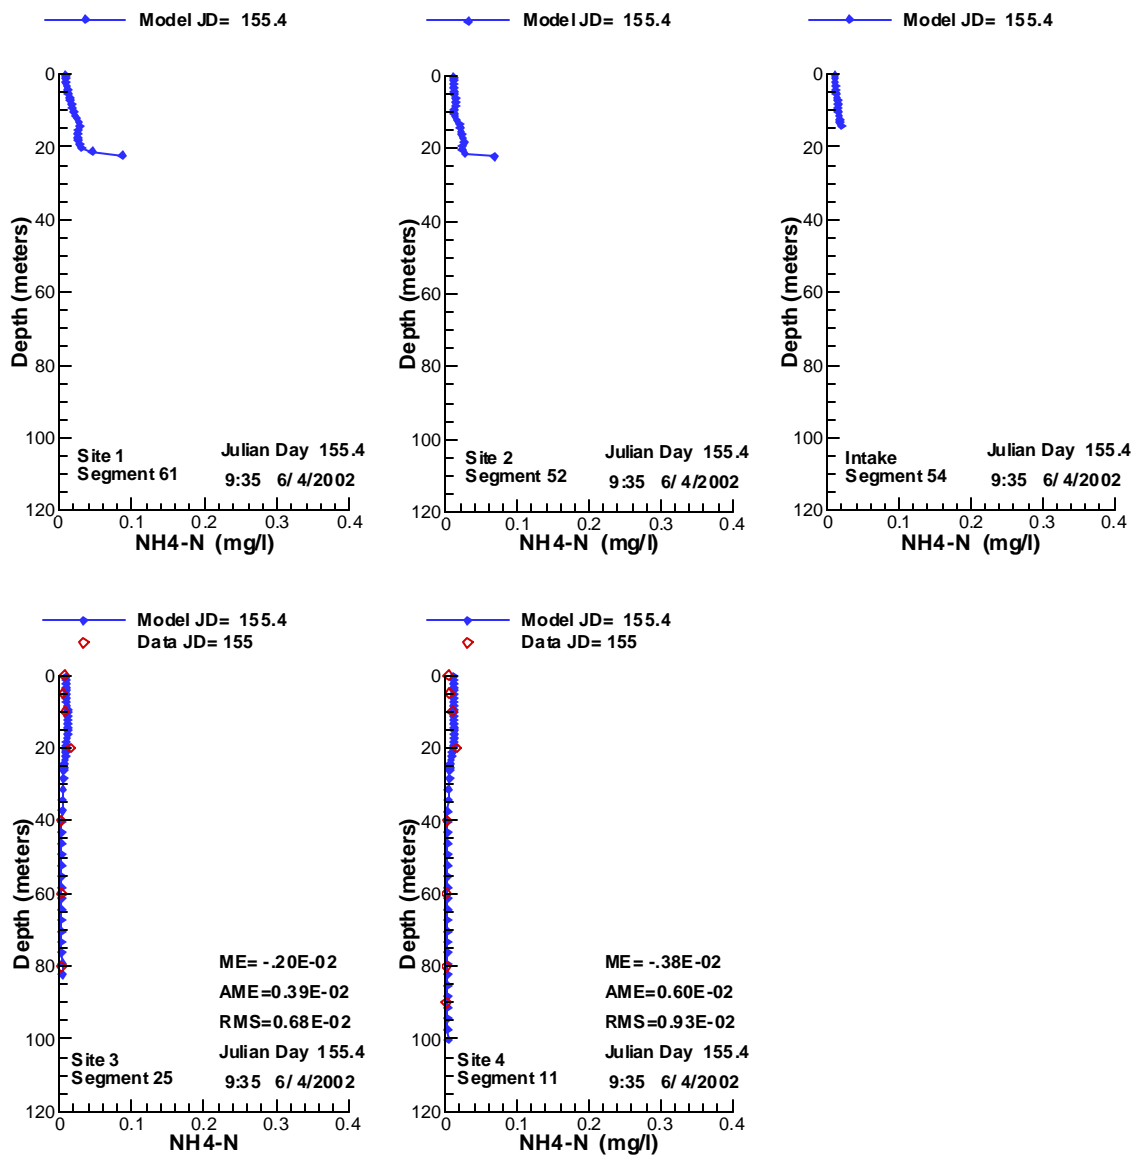 Model JD= 155.4
0
20
40
60
80
100
120
Depth (meters)
Site 1
Segment 61
Julian Day 155.4
9:35 6/ 4/2002
0 0.1 0.2 0.3 0.4
NH4-N (mg/l)
Model JD= 155.4
0
20
40
60
80
100
120
Depth (meters)
Site 2
Segment 52
Julian Day 155.4
9:35 6/ 4/2002
0 0.1 0.2 0.3 0.4
NH4-N (mg/l)
Model JD= 155.4
0
20
40
60
80
100
120
Depth (meters)
Intake
Segment 54
Julian Day 155.4
9:35 6/ 4/2002
0 0.1 0.2 0.3 0.4
NH4-N (mg/l)
Model JD= 155.4
Data JD= 155
0
20
40
60
80
100
120
Depth (meters)
ME= -.20E-02
AME=0.39E-02
RMS=0.68E-02
Site 3
Segment 25
Julian Day 155.4
9:35 6/ 4/2002
0 0.1 0.2 0.3 0.4
NH4-N
Model JD= 155.4
Data JD= 155
0
20
40
60
80
100
120
Depth (meters)
ME= -.38E-02
AME=0.60E-02
RMS=0.93E-02
Site 4
Segment 11
Julian Day 155.4
9:35 6/ 4/2002
0 0.1 0.2 0.3 0.4
NH4-N (mg/l)